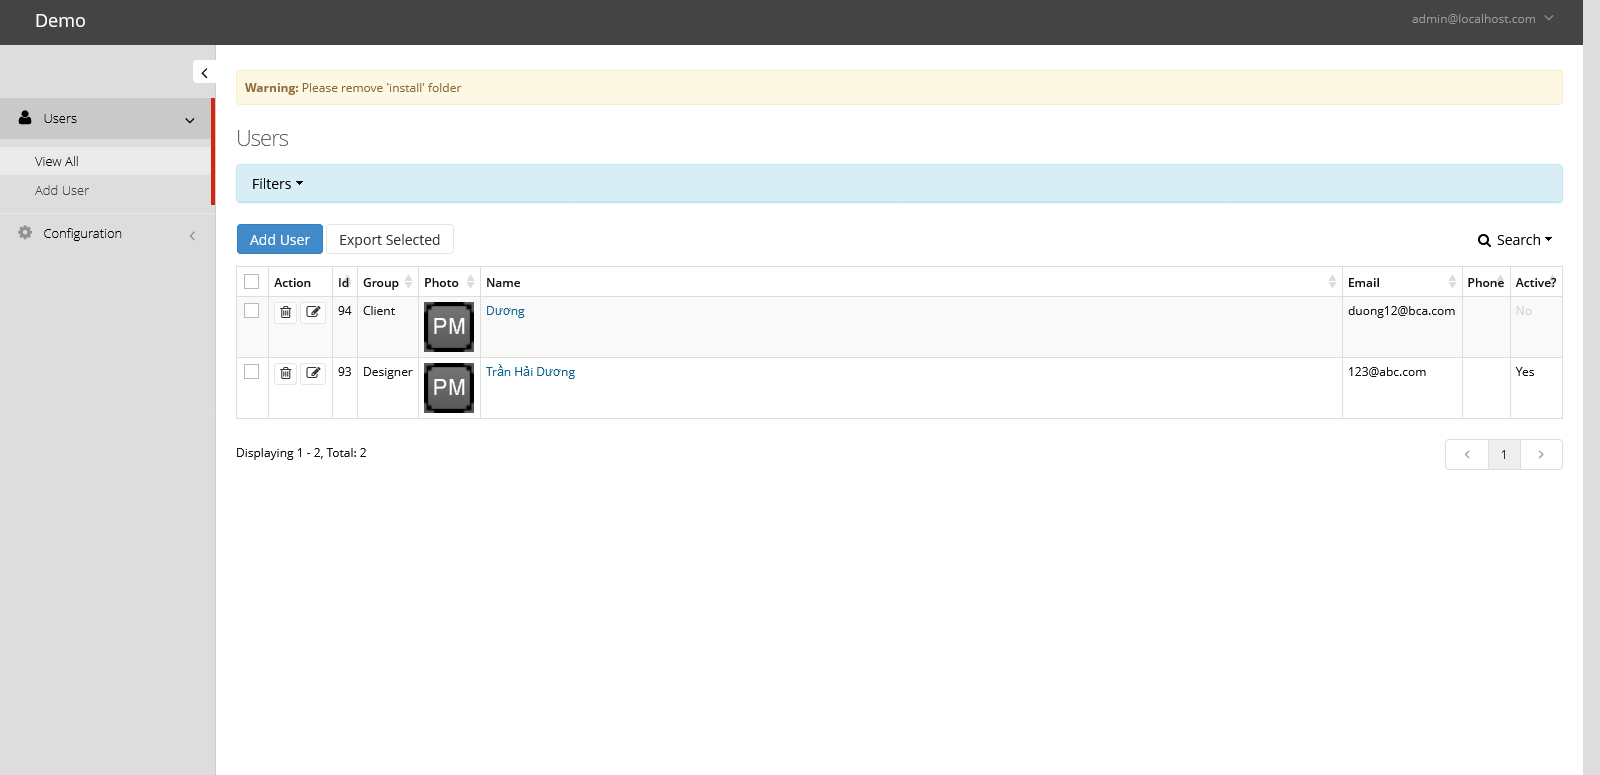 Demo
admin@localhost.com
Warning: Please remove 'install' folder
Users
View All
Add User
Configuration
Users
Filters
Add User Export Selected Search
Action Id Group Photo Name Email Phone Active?
94 Client PM Dương duong12@bca.com No
93 Designer PM Trần Hải Dương 123@abc.com Yes
Displaying 1 - 2, Total: 2
1